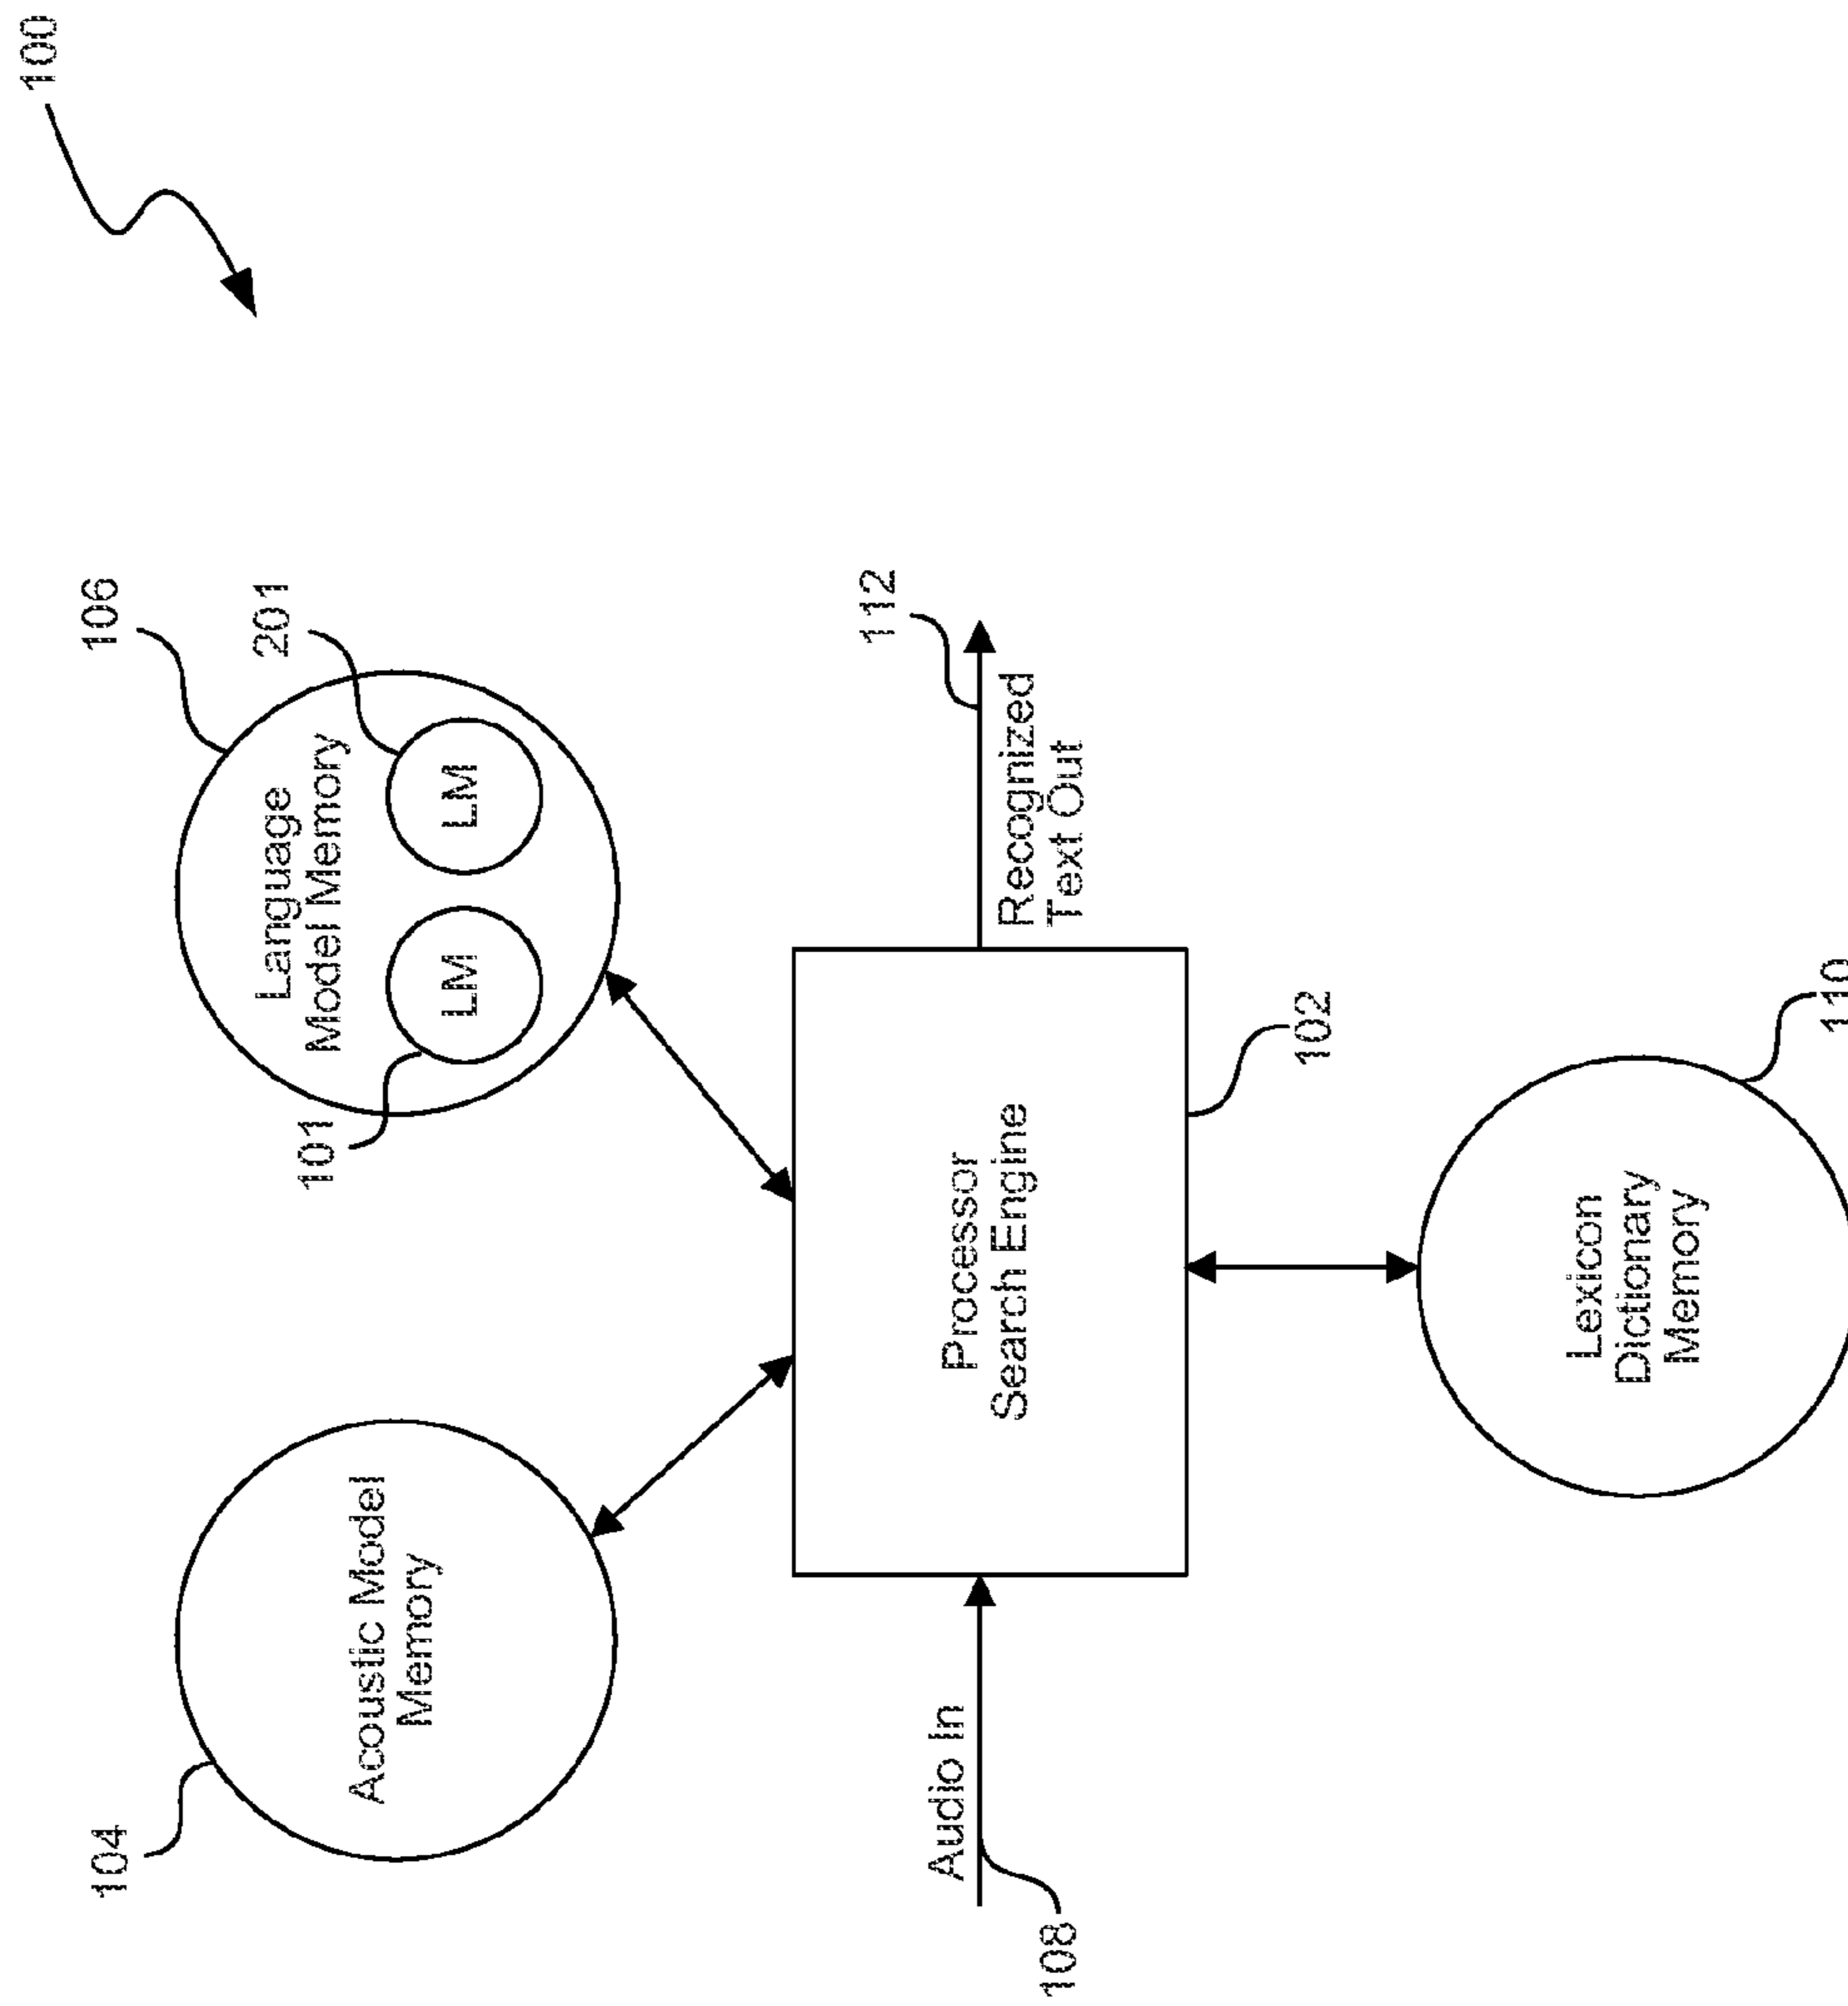 100
106
201
104
101
Language
Model Memory
LM
LM
Acoustic Model
Memory
112
Audio In
Processor
Search Engine
Recognized
Text Out
108
102
Lexicon
Dictionary
Memory
110